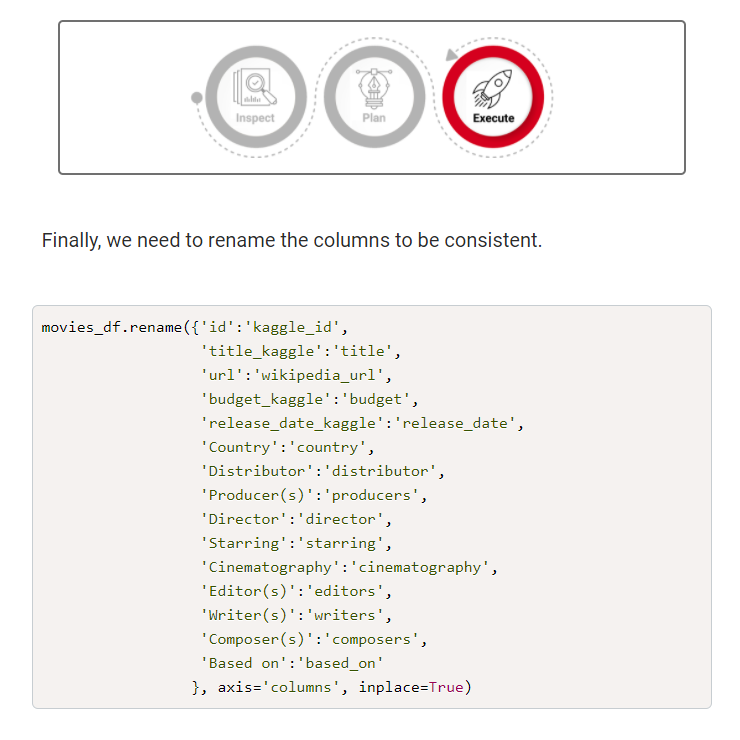 Inspect
Plan
Execute
Finally, we need to rename the columns to be consistent.
movies_df.rename({'id':'kaggle_id',
'title_kaggle':'title',
'url':'wikipedia_url',
'budget_kaggle':'budget',
'release_date_kaggle':'release_date',
'Country':'country',
'Distributor':'distributor',
'Producer(s)':'producers',
'Director':'director',
'Starring':'starring',
'Cinematography':'cinematography',
'Editor(s)':'editors',
'Writer(s)':'writers',
'Composer(s)':'composers',
'Based on':'based_on'
}, axis='columns', inplace=True)